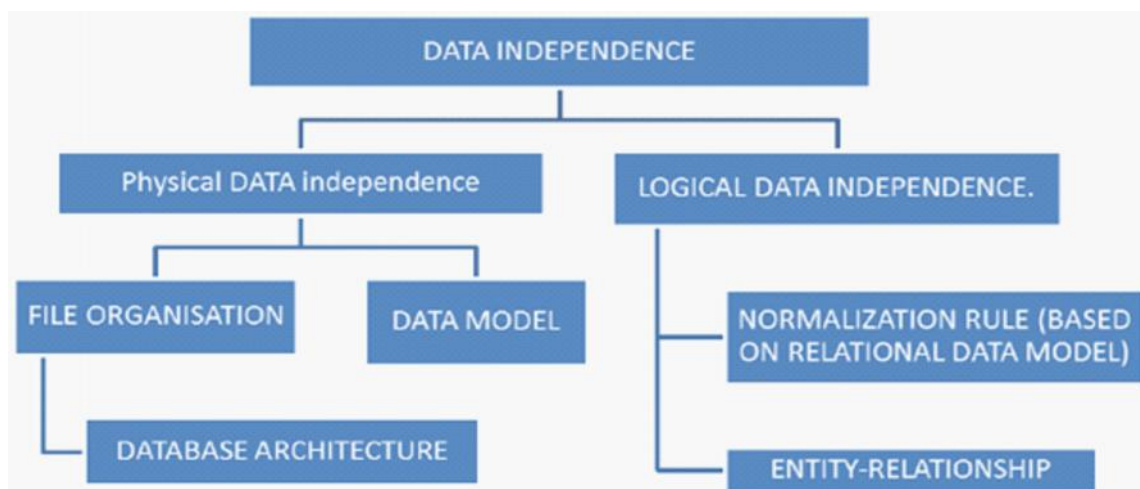 DATA INDEPENDENCE
Physical DATA independence
LOGICAL DATA INDEPENDENCE.
FILE ORGANISATION
DATA MODEL
NORMALIZATION RULE (BASED
ON RELATIONAL DATA MODEL)
DATABASE ARCHITECTURE
ENTITY-RELATIONSHIP